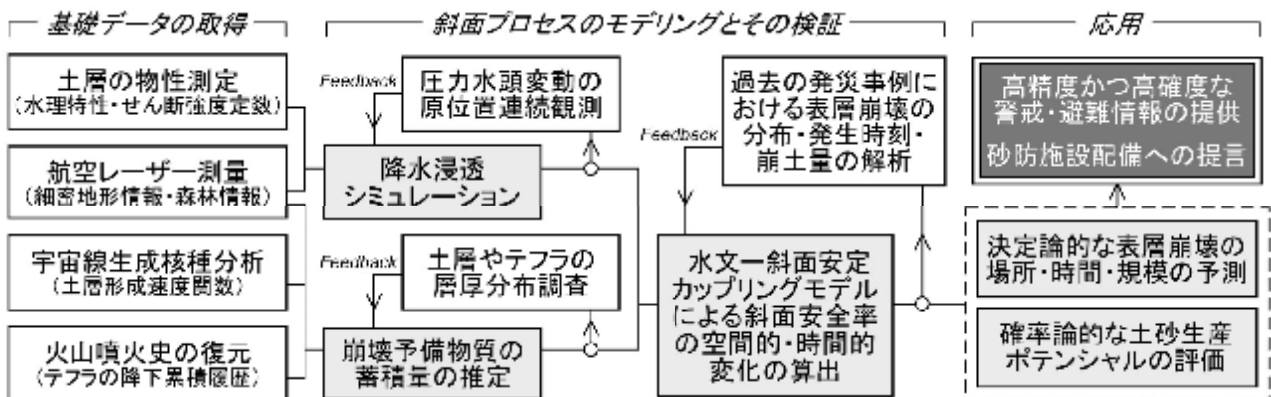 基礎データの取得
土層の物性測定
(水理特性・せん断強度定数)
航空レーザー測量
(細密地形情報・森林情報)
宇宙線生成核種分析
(土層形成速度関数)
火山噴火史の復元
(テフラの降下累積履歴)
斜面プロセスのモデリングとその検証
Feedback
圧力水頭変動の
原位置連続観測
降水浸透
シミュレーション
Feedback
土層やテフラの
層厚分布調査
崩壊予備物質の
蓄積量の推定
過去の発災事例に
おける表層崩壊の
分布・発生時刻・
崩土量の解析
Feedback
水文ー斜面安定
カップリングモデル
による斜面安全率
の空間的・時間的
変化の算出
応用
高精度かつ高確度な
警戒・避難情報の提供
砂防施設配備への提言
決定論的な表層崩壊の
場所・時間・規模の予測
確率論的な土砂生産
ポテンシャルの評価